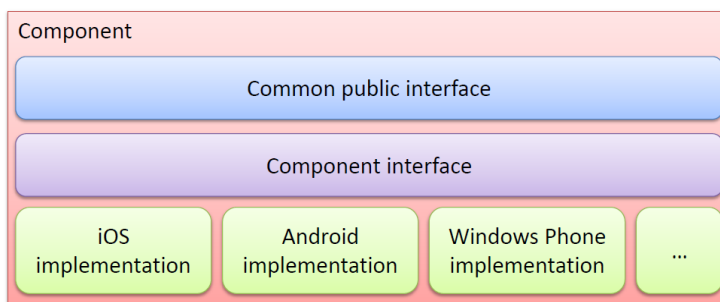 Component
Common public interface
Component interface
iOS
implementation
Android
implementation
Windows Phone
implementation
...